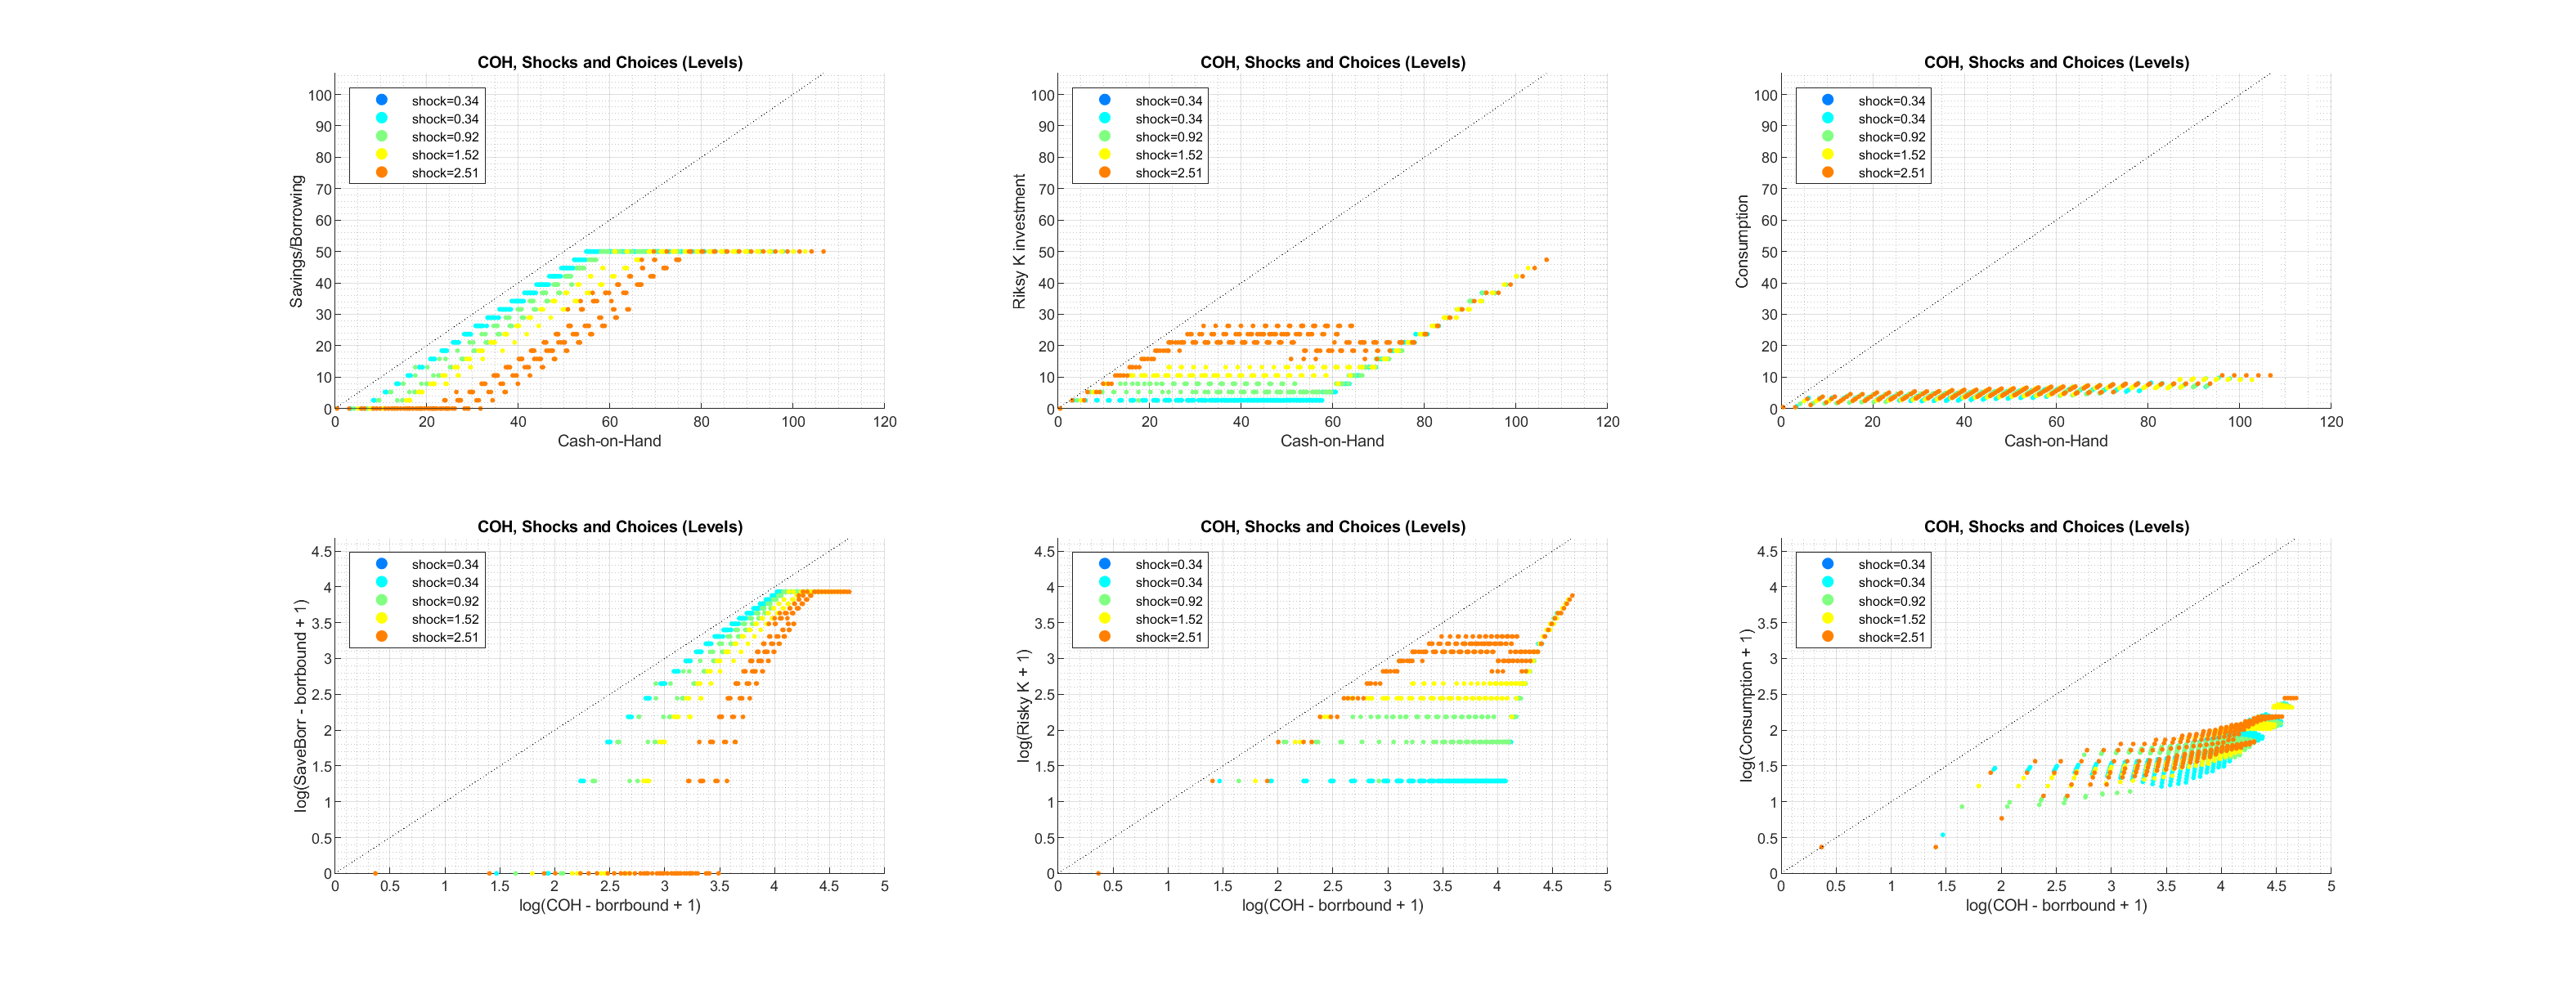 COH, Shocks and Choices (Levels)
Savings/Borrowing
100
90
80
70
60
50
40
30
20
10
0
shock=0.34
shock=0.34
shock=0.92
shock=1.52
shock=2.51
0 20 40 60 80 100 120
Cash-on-Hand
COH, Shocks and Choices (Levels)
Riksy K investment
100
90
80
70
60
50
40
30
20
10
0
shock=0.34
shock=0.34
shock=0.92
shock=1.52
shock=2.51
0 20 40 60 80 100 120
Cash-on-Hand
COH, Shocks and Choices (Levels)
Consumption
100
90
80
70
60
50
40
30
20
10
0
shock=0.34
shock=0.34
shock=0.92
shock=1.52
shock=2.51
0 20 40 60 80 100 120
Cash-on-Hand
COH, Shocks and Choices (Levels)
log(SaveBorr - borrbound + 1)
4.5
4
3.5
3
2.5
2
1.5
1
0.5
0
shock=0.34
shock=0.34
shock=0.92
shock=1.52
shock=2.51
0 0.5 1 1.5 2 2.5 3 3.5 4 4.5 5
log(COH - borrbound + 1)
COH, Shocks and Choices (Levels)
log(Risky K + 1)
4.5
4
3.5
3
2.5
2
1.5
1
0.5
0
shock=0.34
shock=0.34
shock=0.92
shock=1.52
shock=2.51
0 0.5 1 1.5 2 2.5 3 3.5 4 4.5 5
log(COH - borrbound + 1)
COH, Shocks and Choices (Levels)
log(Consumption + 1)
4.5
4
3.5
3
2.5
2
1.5
1
0.5
0
shock=0.34
shock=0.34
shock=0.92
shock=1.52
shock=2.51
0 0.5 1 1.5 2 2.5 3 3.5 4 4.5 5
log(COH - borrbound + 1)